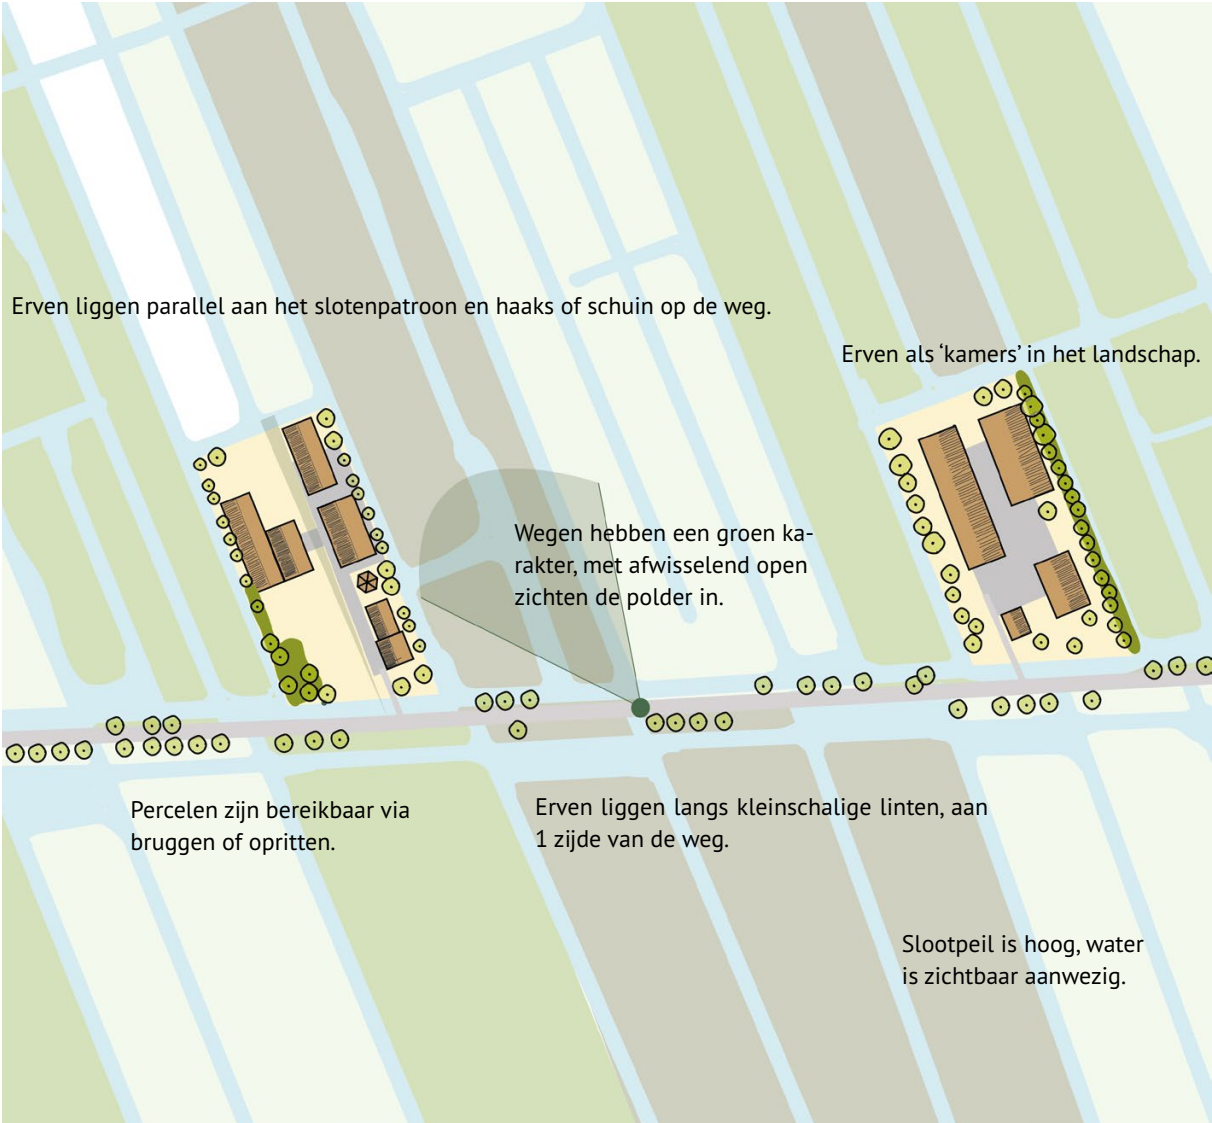 Erven liggen parallel aan het slotenpatroon en haaks of schuin op de weg.
Erven als ‘kamers’ in het landschap.
Wegen hebben een groen ka-
rakter, met afwisselend open
zichten de polder in.
Percelen zijn bereikbaar via
bruggen of opritten.
Erven liggen langs kleinschalige linten, aan
1 zijde van de weg.
Slootpeil is hoog, water
is zichtbaar aanwezig.